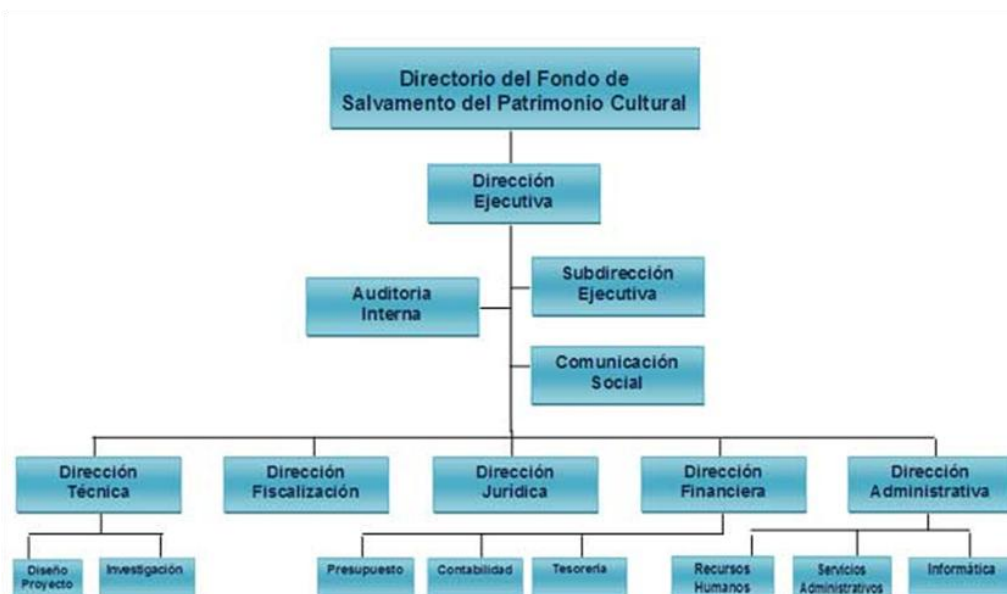 Directorio del Fondo de
Salvamento del Patrimonio Cultural
Dirección
Ejecutiva
Subdirección
Ejecutiva
Auditoria
Interna
Comunicación
Social
Dirección
Técnica
Dirección
Fiscalización
Dirección
Jurídica
Dirección
Financiera
Dirección
Administrativa
Diseño
Proyecto
Investigación
Presupuesto
Contabilidad
Tesorería
Recursos
Humanos
Servicios
Administrativos
Informática